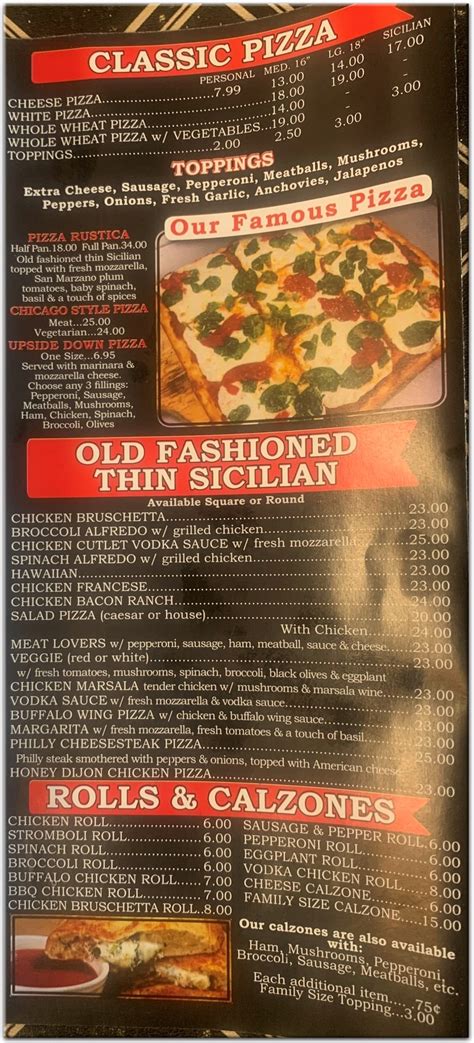 CLASSIC PIZZA
PERSONAL MED. 16" LG. 18" SICILIAN
CHEESE PIZZA....7.99 13.00 14.00 17.00
WHITE PIZZA....18.00 19.00 -
WHOLE WHEAT PIZZA....14.00 - -
WHOLE WHEAT PIZZA w/ VEGETABLES...19.00 -
TOPPINGS....2.00 2.50 3.00 3.00
TOPPINGS
Extra Cheese, Sausage, Pepperoni, Meatballs, Mushrooms,
Peppers, Onions, Fresh Garlic, Anchovies, Jalapenos
Our Famous Pizza
PIZZA RUSTICA
Half Pan.18.00 Full Pan.34.00
Old fashioned thin Sicilian
topped with fresh mozzarella,
San Marzano plum
tomatoes, baby spinach,
basil & a touch of spices
CHICAGO STYLE PIZZA
Meat...25.00
Vegetarian...24.00
UPSIDE DOWN PIZZA
One Size...6.95
Served with marinara &
mozzarella cheese.
Choose any 3 fillings:
Pepperoni, Sausage,
Meatballs, Mushrooms,
Ham, Chicken, Spinach,
Broccoli, Olives
OLD FASHIONED
THIN SICILIAN
Available Square or Round
CHICKEN BRUSCHETTA....23.00
BROCCOLI ALFREDO w/ grilled chicken....23.00
CHICKEN CUTLET VODKA SAUCE w/ fresh mozzarella....25.00
SPINACH ALFREDO w/ grilled chicken....23.00
HAWAIIAN....23.00
CHICKEN FRANCESE....23.00
CHICKEN BACON RANCH....24.00
SALAD PIZZA (caesar or house)....20.00
With Chicken....24.00
MEAT LOVERS w/ pepperoni, sausage, ham, meatball, sauce & cheese....23.00
VEGGIE (red or white)....23.00
w/ fresh tomatoes, mushrooms, spinach, broccoli, black olives & eggplant
CHICKEN MARSALA tender chicken w/ mushrooms & marsala wine....23.00
VODKA SAUCE w/ fresh mozzarella & vodka sauce....23.00
BUFFALO WING PIZZA w/ chicken & buffalo wing sauce....23.00
MARGARITA w/ fresh mozzarella, fresh tomatoes & a touch of basil....23.00
PHILLY CHEESESTEAK PIZZA....25.00
Philly steak smothered with peppers & onions, topped with American cheese
HONEY DIJON CHICKEN PIZZA....23.00
ROLLS & CALZONES
CHICKEN ROLL....6.00
STROMBOLI ROLL....6.00
SPINACH ROLL....6.00
BROCCOLI ROLL....6.00
BUFFALO CHICKEN ROLL....7.00
BBQ CHICKEN ROLL....7.00
CHICKEN BRUSCHETTA ROLL..8.00
SAUSAGE & PEPPER ROLL.6.00
PEPPERONI ROLL....6.00
EGGPLANT ROLL....6.00
VODKA CHICKEN ROLL....8.00
CHEESE CALZONE....6.00
FAMILY SIZE CALZONE....15.00
Our calzones are also available
with:
Ham, Mushrooms, Pepperoni,
Broccoli, Sausage, Meatballs, etc.
Each additional item.... 75¢
Family Size Topping...3.00